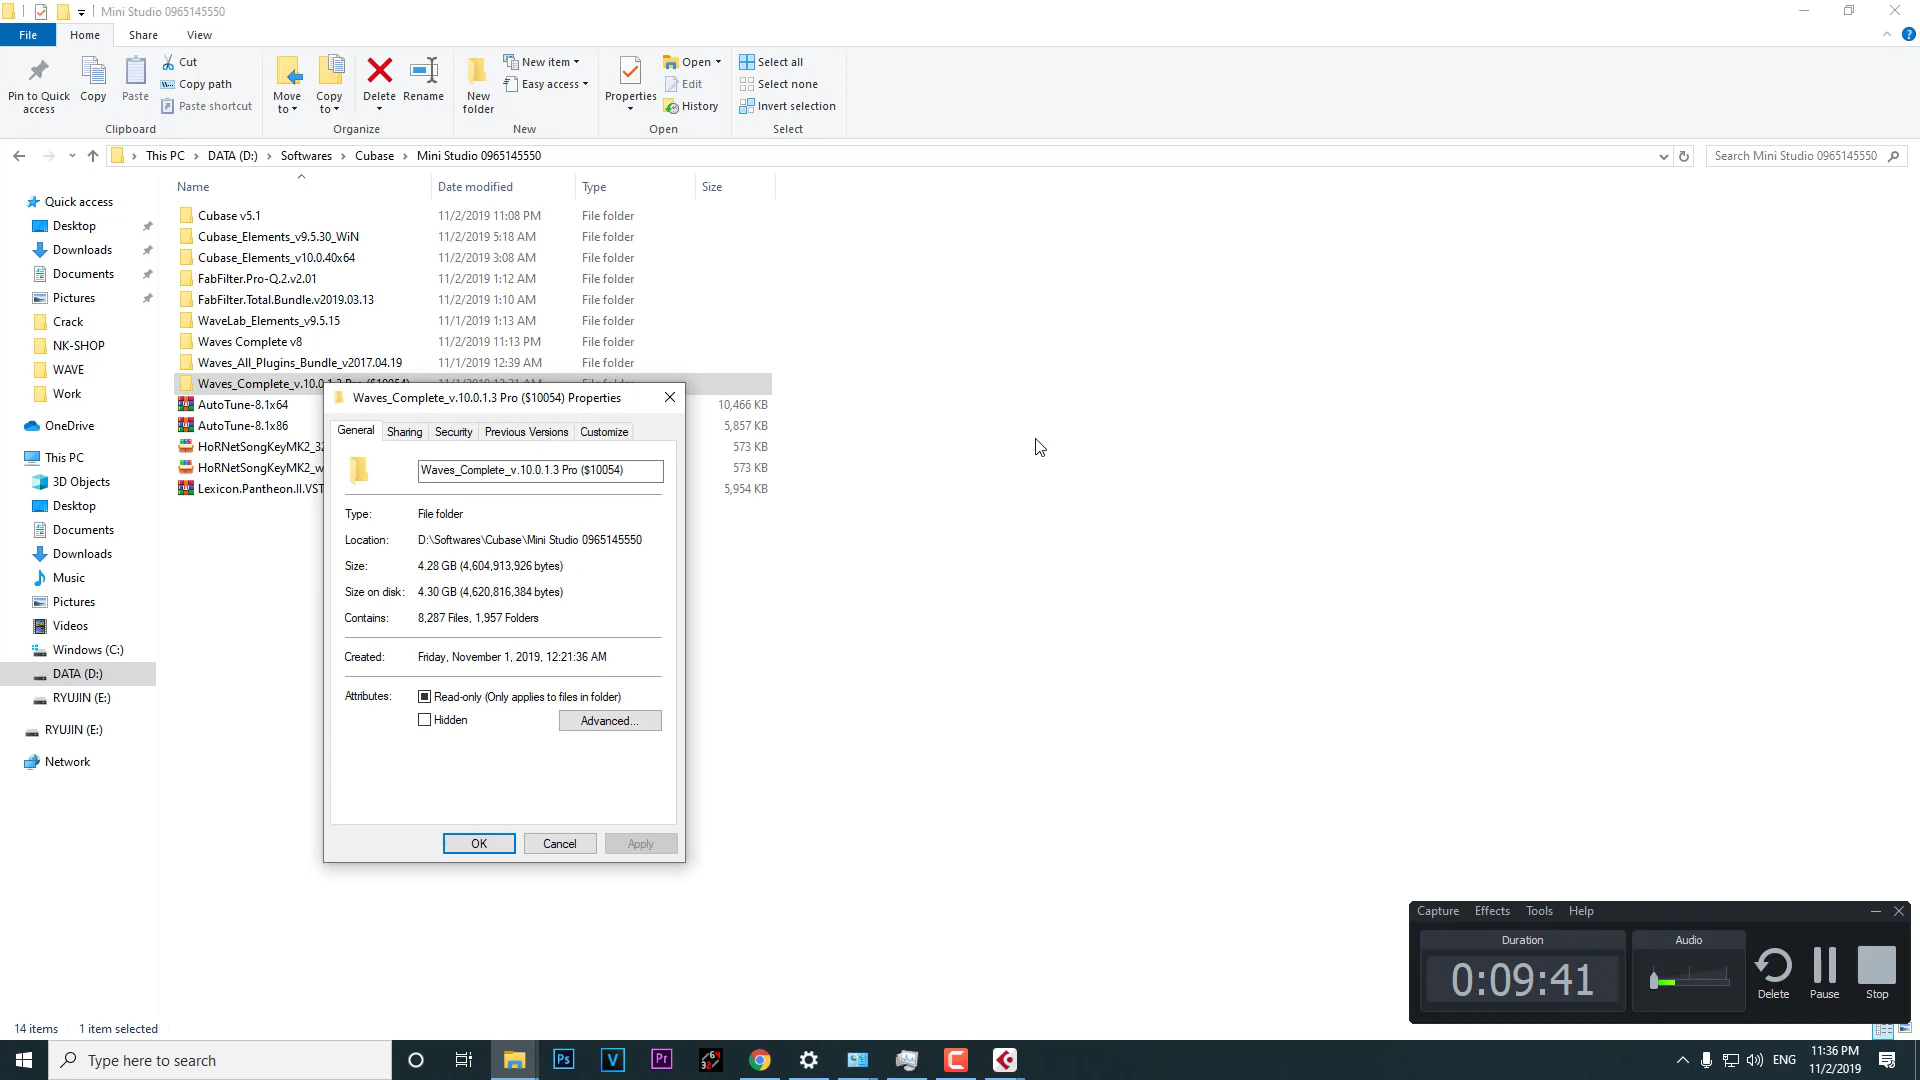 Mini Studio 0965145550
File
Home
Share
View
Pin to Quick access
Copy
Paste
Cut
Copy path
Paste shortcut
Clipboard
Move to
Copy to
Delete
Rename
Organize
New folder
New item
Easy access
New
Properties
Open
Edit
History
Open
Select all
Select none
Invert selection
Select
This PC
DATA (D:)
Softwares
Cubase
Mini Studio 0965145550
Search Mini Studio 0965145550
Quick access
Desktop
Downloads
Documents
Pictures
Crack
NK-SHOP
WAVE
Work
OneDrive
This PC
3D Objects
Desktop
Documents
Downloads
Music
Pictures
Videos
Windows (C:)
DATA (D:)
RYUJIN (E:)
RYUJIN (E:)
Network
Name Date modified Type Size
Cubase v5.1 11/2/2019 11:08 PM File folder
Cubase_Elements_v9.5.30_WiN 11/2/2019 5:18 AM File folder
Cubase_Elements_v10.0.40x64 11/2/2019 3:08 AM File folder
FabFilter.Pro-Q.2.v2.01 11/2/2019 1:12 AM File folder
FabFilter.Total.Bundle.v2019.03.13 11/2/2019 1:10 AM File folder
WaveLab_Elements_v9.5.15 11/1/2019 1:13 AM File folder
Waves Complete v8 11/2/2019 11:13 PM File folder
Waves_All_Plugins_Bundle_v2017.04.19 11/1/2019 12:39 AM File folder
Waves_Complete_v.10.0.1.3 Pro ($10054) 11/1/2019 12:21 AM File folder
AutoTune-8.1x64 10,466 KB
AutoTune-8.1x86 5,857 KB
HoRNetSongKeyMK2_32 573 KB
HoRNetSongKeyMK2_w 573 KB
Lexicon.Pantheon.II.VST 5,954 KB
Waves_Complete_v.10.0.1.3 Pro ($10054) Properties
General
Sharing
Security
Previous Versions
Customize
Waves_Complete_v.10.0.1.3 Pro ($10054)
Type: File folder
Location: D:\Softwares\Cubase\Mini Studio 0965145550
Size: 4.28 GB (4,604,913,926 bytes)
Size on disk: 4.30 GB (4,620,816,384 bytes)
Contains: 8,287 Files, 1,957 Folders
Created: Friday, November 1, 2019, 12:21:36 AM
Attributes: Read-only (Only applies to files in folder)
Hidden
Advanced...
OK
Cancel
Apply
Capture Effects Tools Help
Duration
0:09:41
Audio
Delete
Pause
Stop
14 items 1 item selected
Type here to search
Ps
V
Pr
64
32
ENG
11:36 PM
11/2/2019